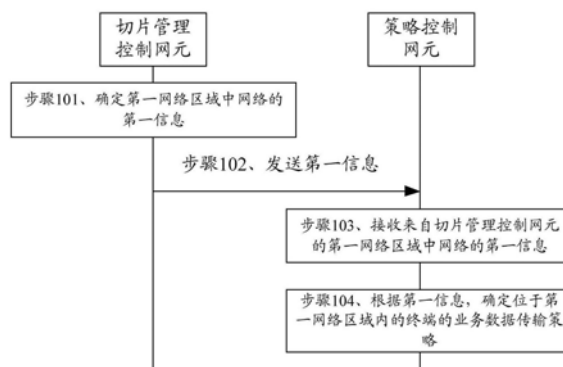 切片管理
控制网元
策略控制
网元
步骤101、确定第一网络区域中网络的
第一信息
步骤102、发送第一信息
步骤103、接收来自切片管理控制网元
的第一网络区域中网络的第一信息
步骤104、根据第一信息，确定位于第
一网络区域内的终端的业务数据传输策
略